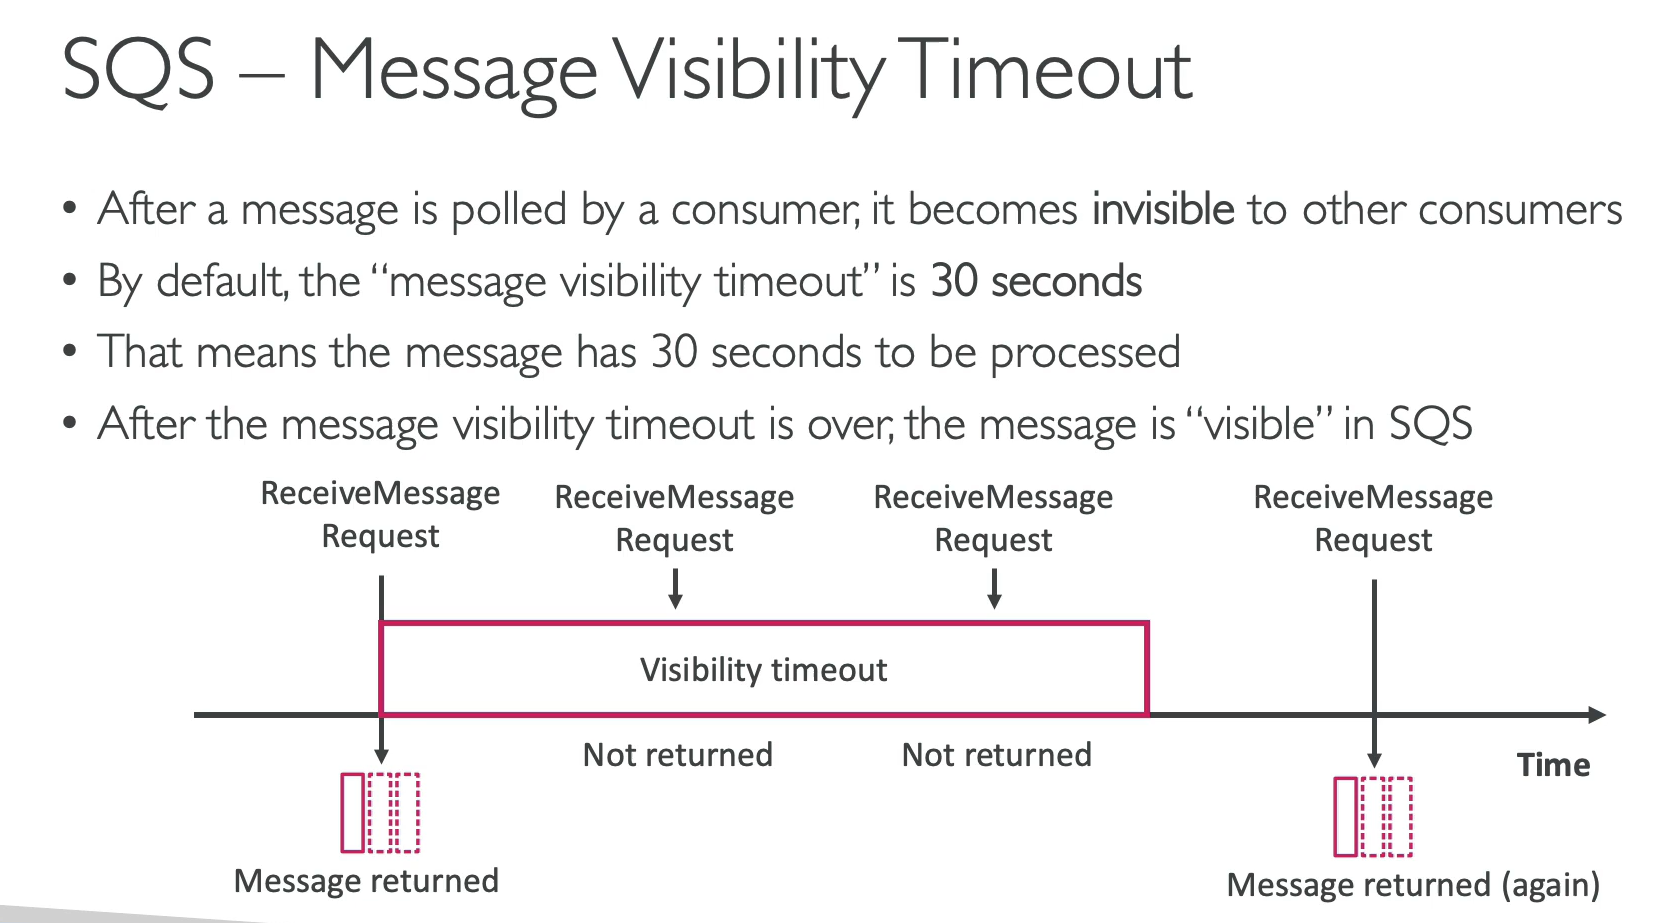 SQS – Message Visibility Timeout
• After a message is polled by a consumer, it becomes invisible to other consumers
• By default, the “message visibility timeout” is 30 seconds
• That means the message has 30 seconds to be processed
• After the message visibility timeout is over, the message is “visible” in SQS
ReceiveMessage
Request
ReceiveMessage
Request
ReceiveMessage
Request
ReceiveMessage
Request
Visibility timeout
Not returned
Not returned
Time
Message returned
Message returned (again)